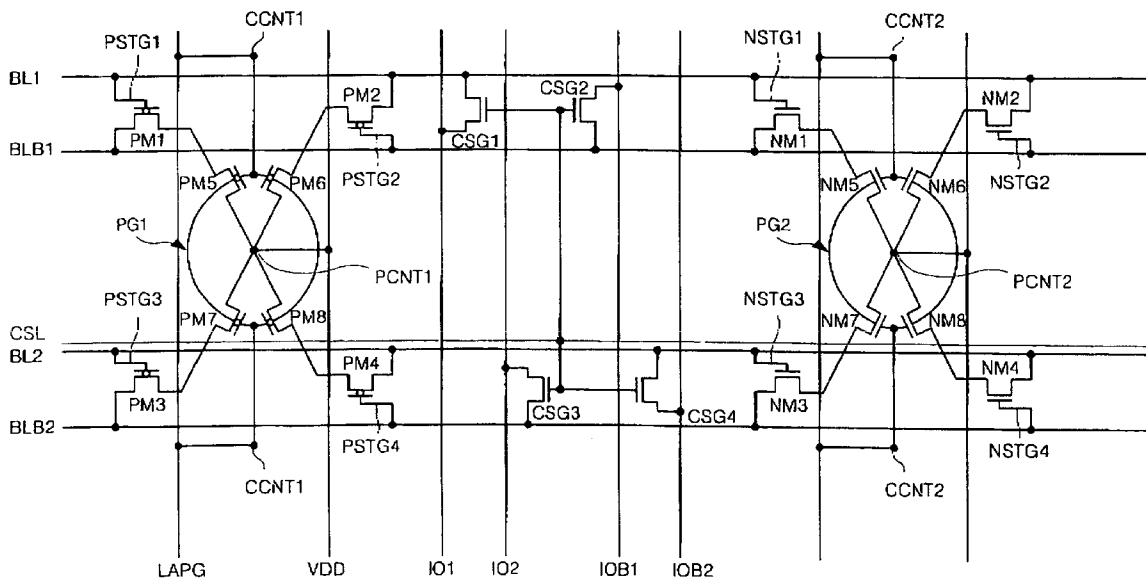 CCNT1 CCNT2
PSTG1 NSTG1
BL1 PM2 CSG2 NM2
PM1 CSG1 NM1
BLB1
PM5 PM6 PSTG2 NM5 NM6 NSTG2
PG1 PG2
PCNT1 PCNT2
PSTG3 NSTG3
PM7 PM8 NM7 NM8
CSL
BL2 PM4 NM4
PM3 CSG3 CSG4 NM3
BLB2 PSTG4 NSTG4
CCNT1 CCNT2
LAPG VDD IO1 IO2 IOB1 IOB2